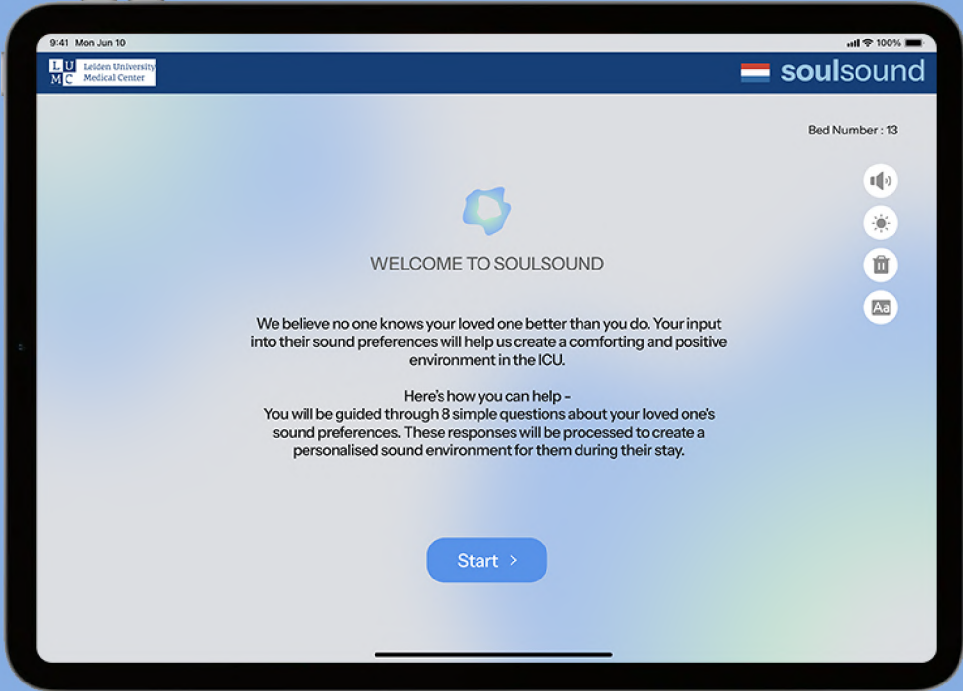 9:41 Mon Jun 10
100%
L U
M C
Leiden University
Medical Center
soulsound
Bed Number : 13
WELCOME TO SOULSOUND
We believe no one knows your loved one better than you do. Your input
into their sound preferences will help us create a comforting and positive
environment in the ICU.
Here's how you can help –
You will be guided through 8 simple questions about your loved one's
sound preferences. These responses will be processed to create a
personalised sound environment for them during their stay.
Aa
Start >